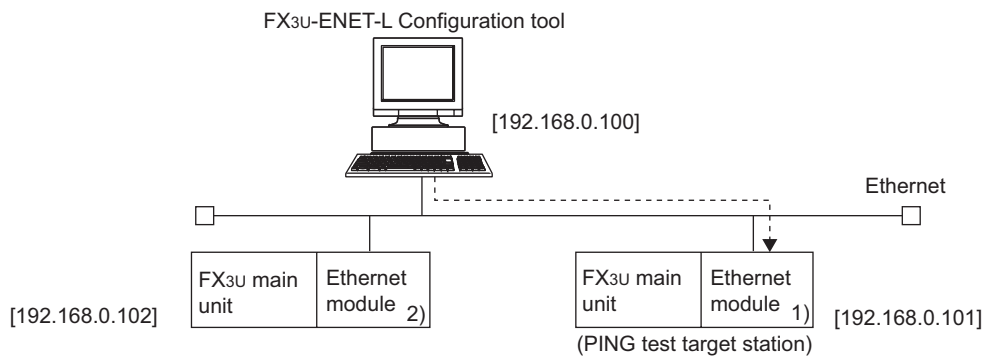 FX3U-ENET-L Configuration tool
[192.168.0.100]
Ethernet
FX3U main
unit
Ethernet
module 2)
[192.168.0.102]
FX3U main
unit
Ethernet
module 1)
[192.168.0.101]
(PING test target station)